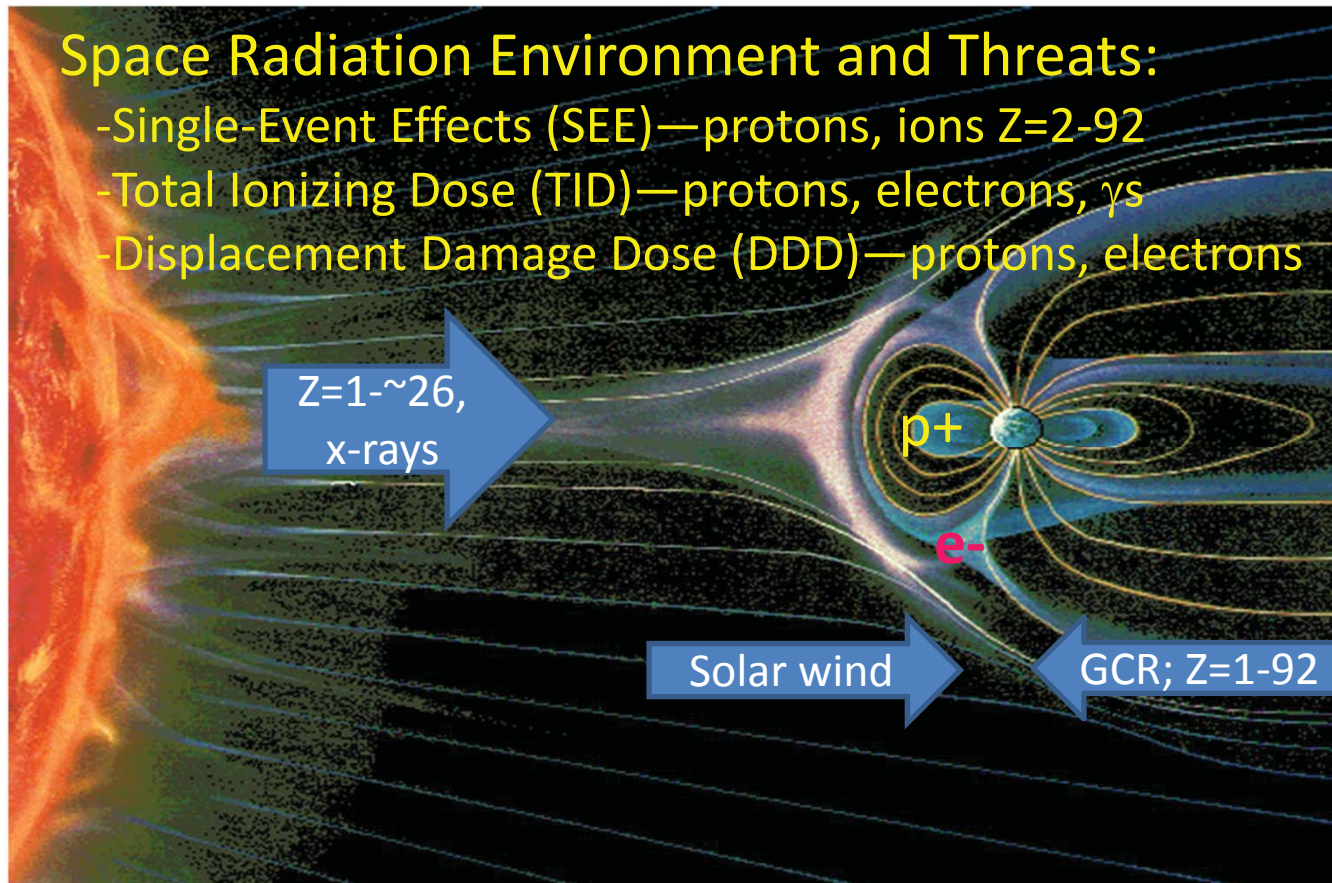 Space Radiation Environment and Threats:
-Single-Event Effects (SEE)—protons, ions Z=2-92
-Total Ionizing Dose (TID)—protons, electrons, γs
-Displacement Damage Dose (DDD)—protons, electrons
Z=1-~26,
x-rays
p+
e-
Solar wind
GCR; Z=1-92